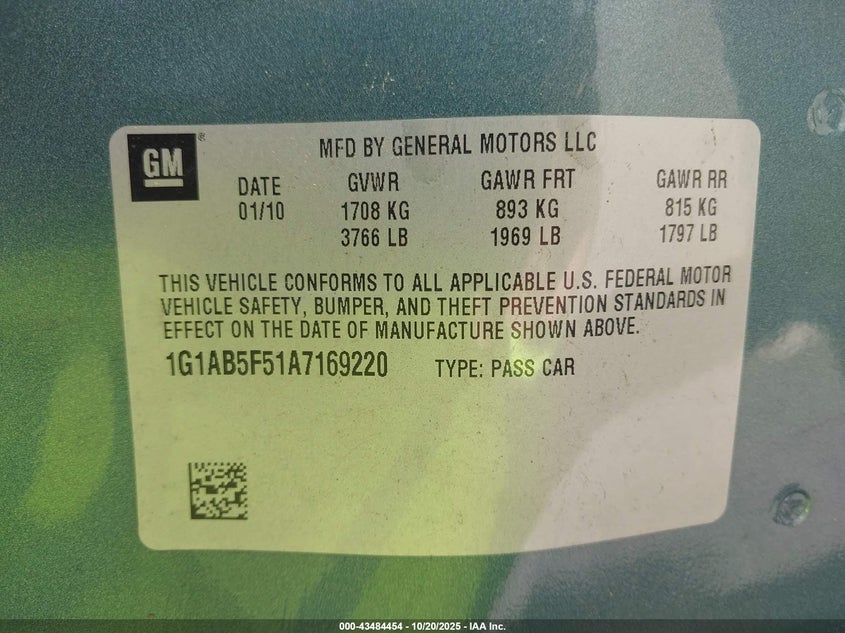 GM®
MFD BY GENERAL MOTORS LLC
DATE GVWR GAWR FRT GAWR RR
01/10 1708 KG 893 KG 815 KG
3766 LB 1969 LB 1797 LB
THIS VEHICLE CONFORMS TO ALL APPLICABLE U.S. FEDERAL MOTOR
VEHICLE SAFETY, BUMPER, AND THEFT PREVENTION STANDARDS IN
EFFECT ON THE DATE OF MANUFACTURE SHOWN ABOVE.
1G1AB5F51A7169220 TYPE: PASS CAR
000-43484454 - 10/20/2025 - IAA Inc.